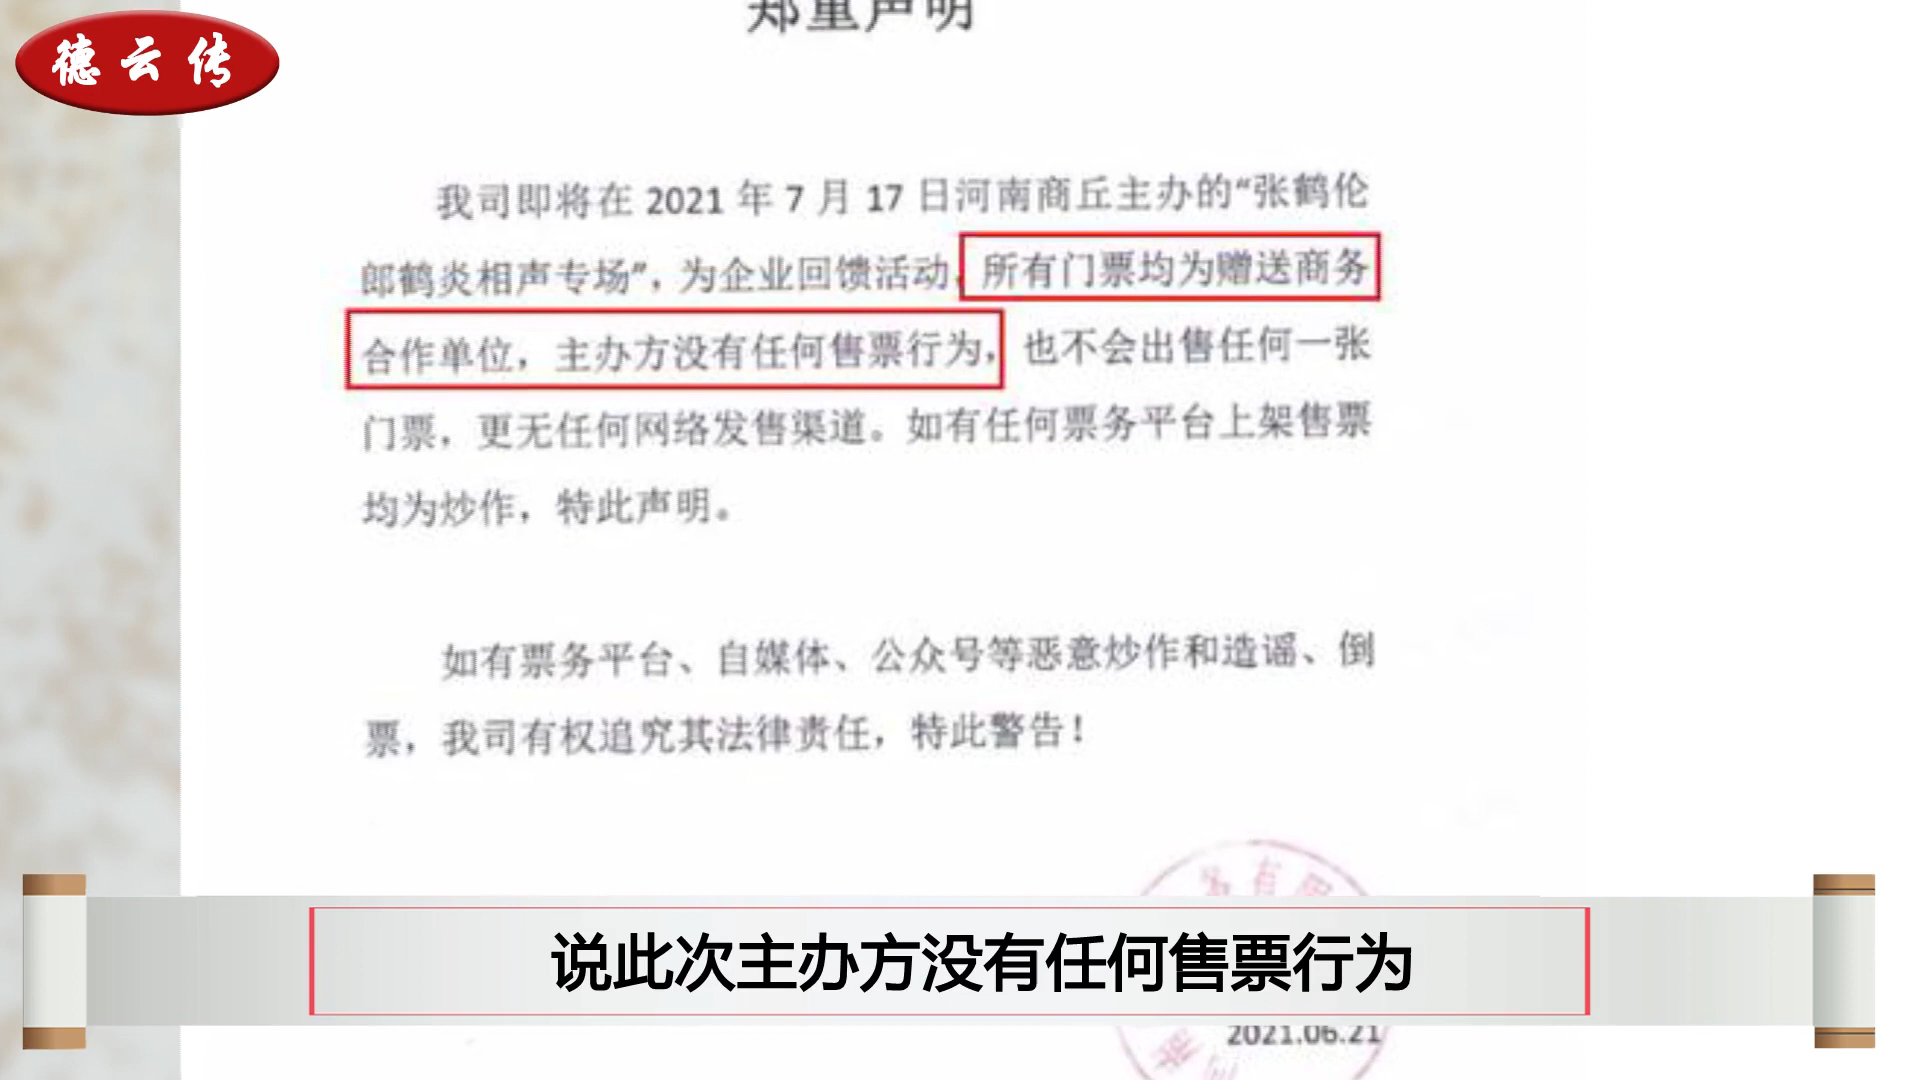 德云传
郑重声明
我司即将在 2021 年 7 月 17 日河南商丘主办的“张鹤伦
郎鹤炎相声专场”，为企业回馈活动，所有门票均为赠送商务
合作单位，主办方没有任何售票行为，也不会出售任何一张
门票，更无任何网络发售渠道。如有任何票务平台上架售票
均为炒作，特此声明。
如有票务平台、自媒体、公众号等恶意炒作和造谣、倒
票，我司有权追究其法律责任，特此警告！
有限
说此次主办方没有任何售票行为
2021.06.21